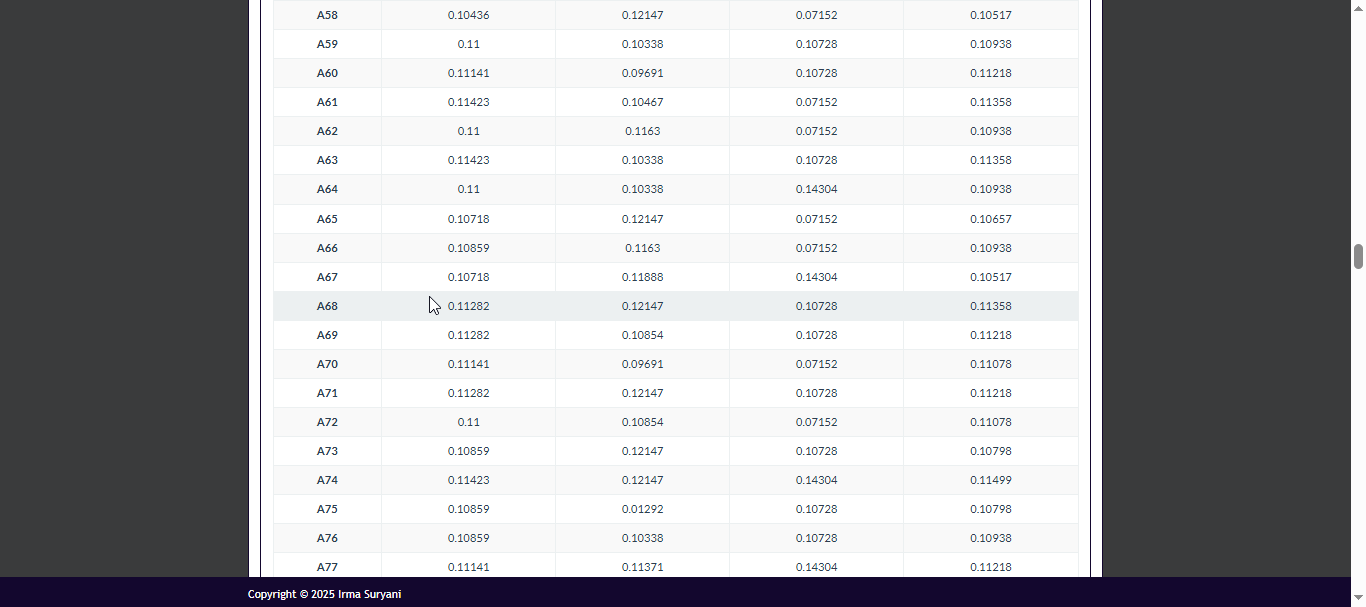 A58 0.10436 0.12147 0.07152 0.10517
A59 0.11 0.10338 0.10728 0.10938
A60 0.11141 0.09691 0.10728 0.11218
A61 0.11423 0.10467 0.07152 0.11358
A62 0.11 0.1163 0.07152 0.10938
A63 0.11423 0.10338 0.10728 0.11358
A64 0.11 0.10338 0.14304 0.10938
A65 0.10718 0.12147 0.07152 0.10657
A66 0.10859 0.1163 0.07152 0.10938
A67 0.10718 0.11888 0.14304 0.10517
A68 0.11282 0.12147 0.10728 0.11358
A69 0.11282 0.10854 0.10728 0.11218
A70 0.11141 0.09691 0.07152 0.11078
A71 0.11282 0.12147 0.10728 0.11218
A72 0.11 0.10854 0.07152 0.11078
A73 0.10859 0.12147 0.10728 0.10798
A74 0.11423 0.12147 0.14304 0.11499
A75 0.10859 0.01292 0.10728 0.10798
A76 0.10859 0.10338 0.10728 0.10938
A77 0.11141 0.11371 0.14304 0.11218
Copyright © 2025 Irma Suryani